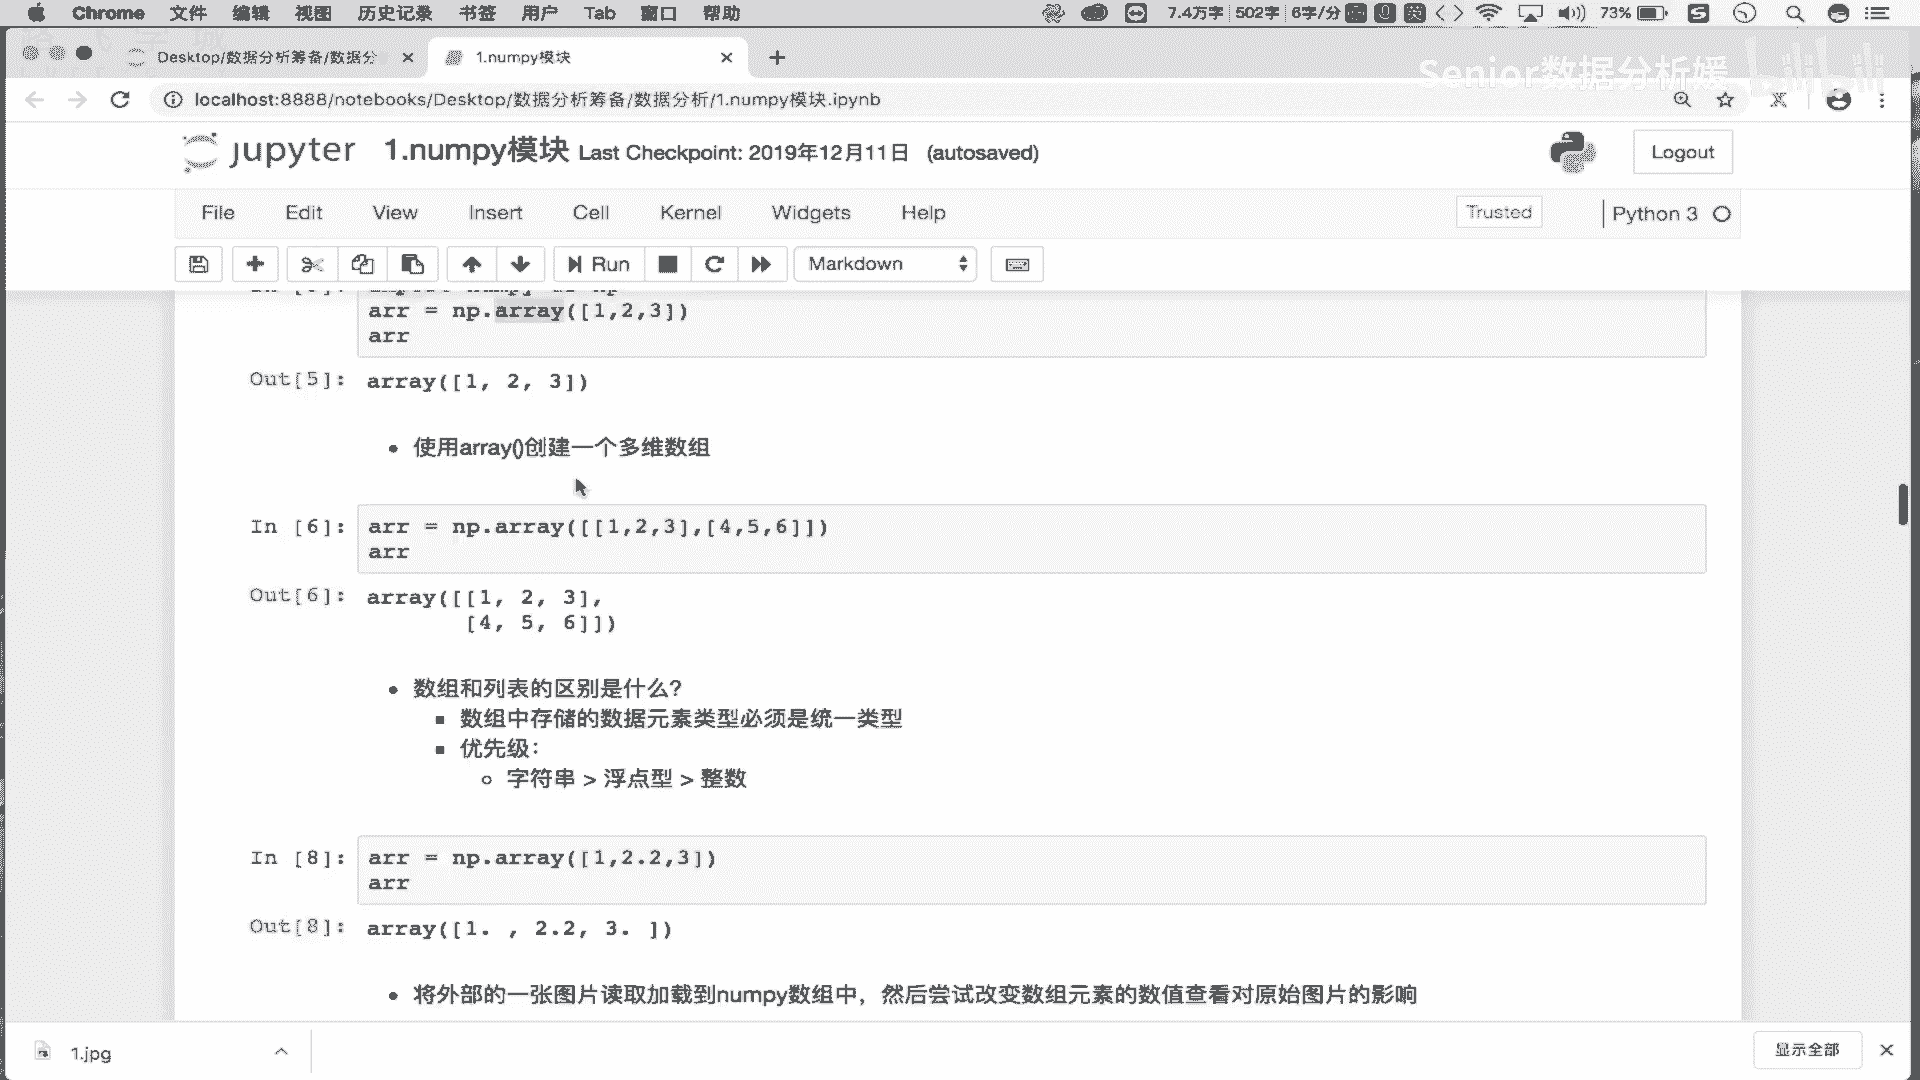 Chrome 文件 编辑 视图 历史记录 书签 用户 Tab 窗口 帮助 7.4万字 502字 6字/分 英 73%
Desktop/数据分析筹备/数据分
1.numpy模块
Senior数据分析媛 bilibili
localhost:8888/notebooks/Desktop/数据分析筹备/数据分析/1.numpy模块.ipynb
jupyter 1.numpy模块 Last Checkpoint: 2019年12月11日 (autosaved)
Logout
File Edit View Insert Cell Kernel Widgets Help
Trusted
Python 3
Run
Markdown
arr = np.array([1,2,3])
arr
Out[5]: array([1, 2, 3])
• 使用array()创建一个多维数组
In [6]: arr = np.array([[1,2,3],[4,5,6]])
arr
Out[6]: array([[1, 2, 3],
[4, 5, 6]])
• 数组和列表的区别是什么?
▪ 数组中存储的数据元素类型必须是统一类型
▪ 优先级:
◦ 字符串 > 浮点型 > 整数
In [8]: arr = np.array([1,2.2,3])
arr
Out[8]: array([1. , 2.2, 3. ])
• 将外部的一张图片读取加载到numpy数组中，然后尝试改变数组元素的数值查看对原始图片的影响
1.jpg
显示全部